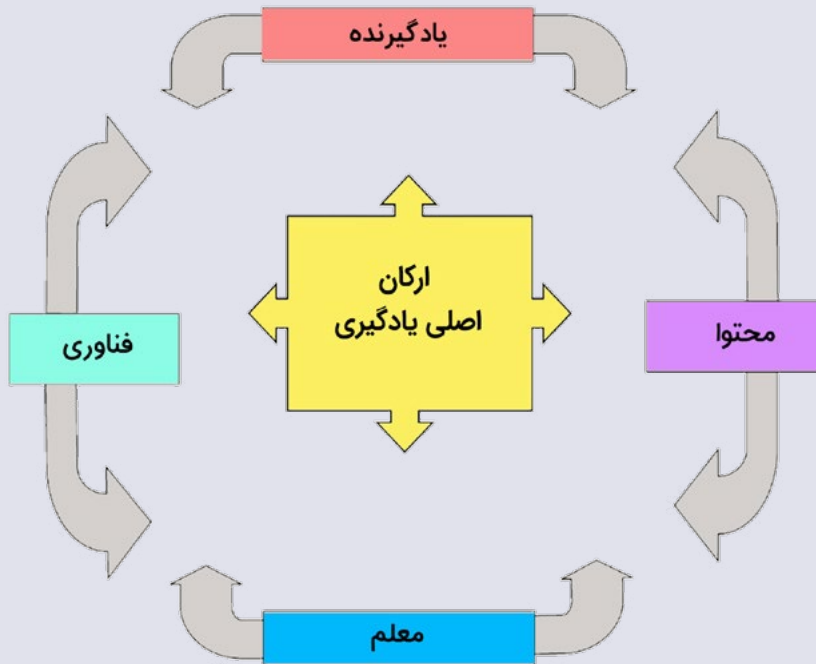 یادگیرنده
ارکان
اصلی یادگیری
محتوا
فناوری
معلم